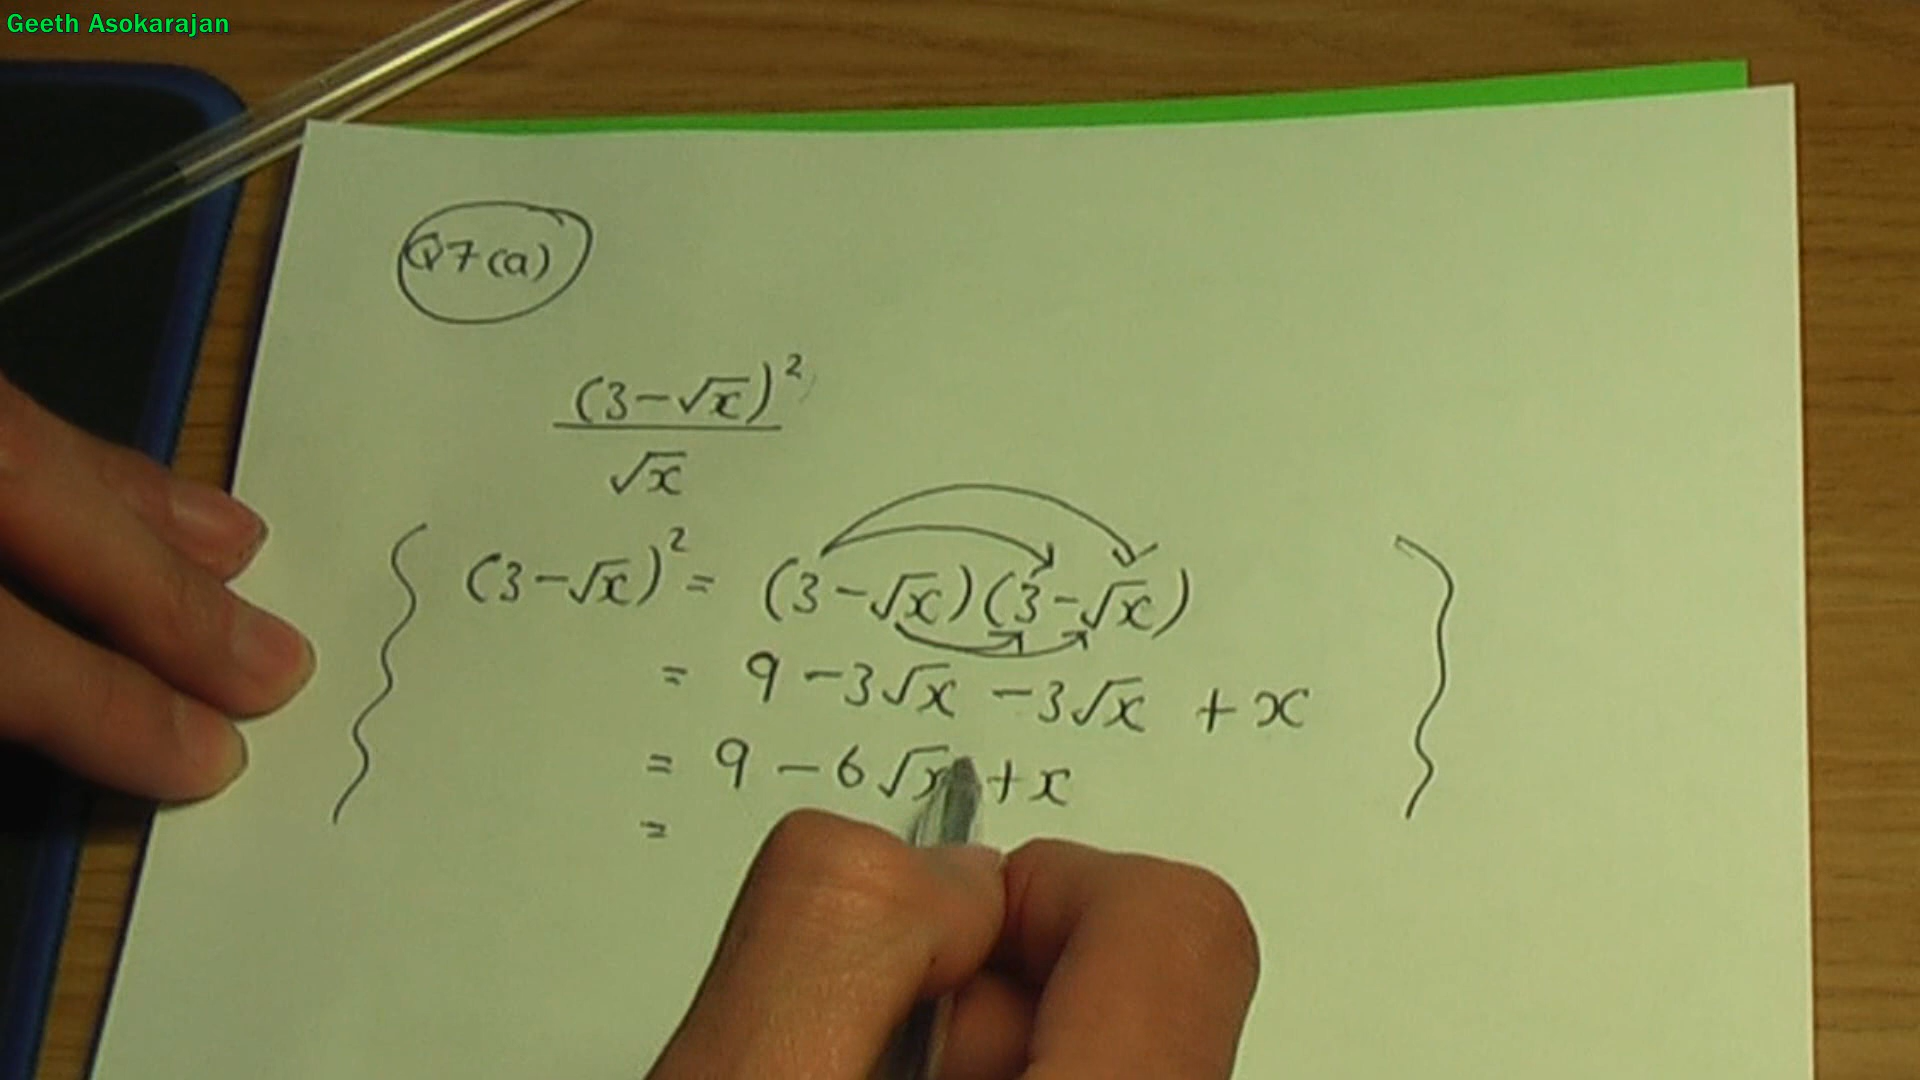 Geeth Asokarajan
Q7(a)
(3-√x)²
√x
(3-√x)² = (3-√x)(3-√x)
= 9 -3√x -3√x +x
= 9 -6√x +x
=